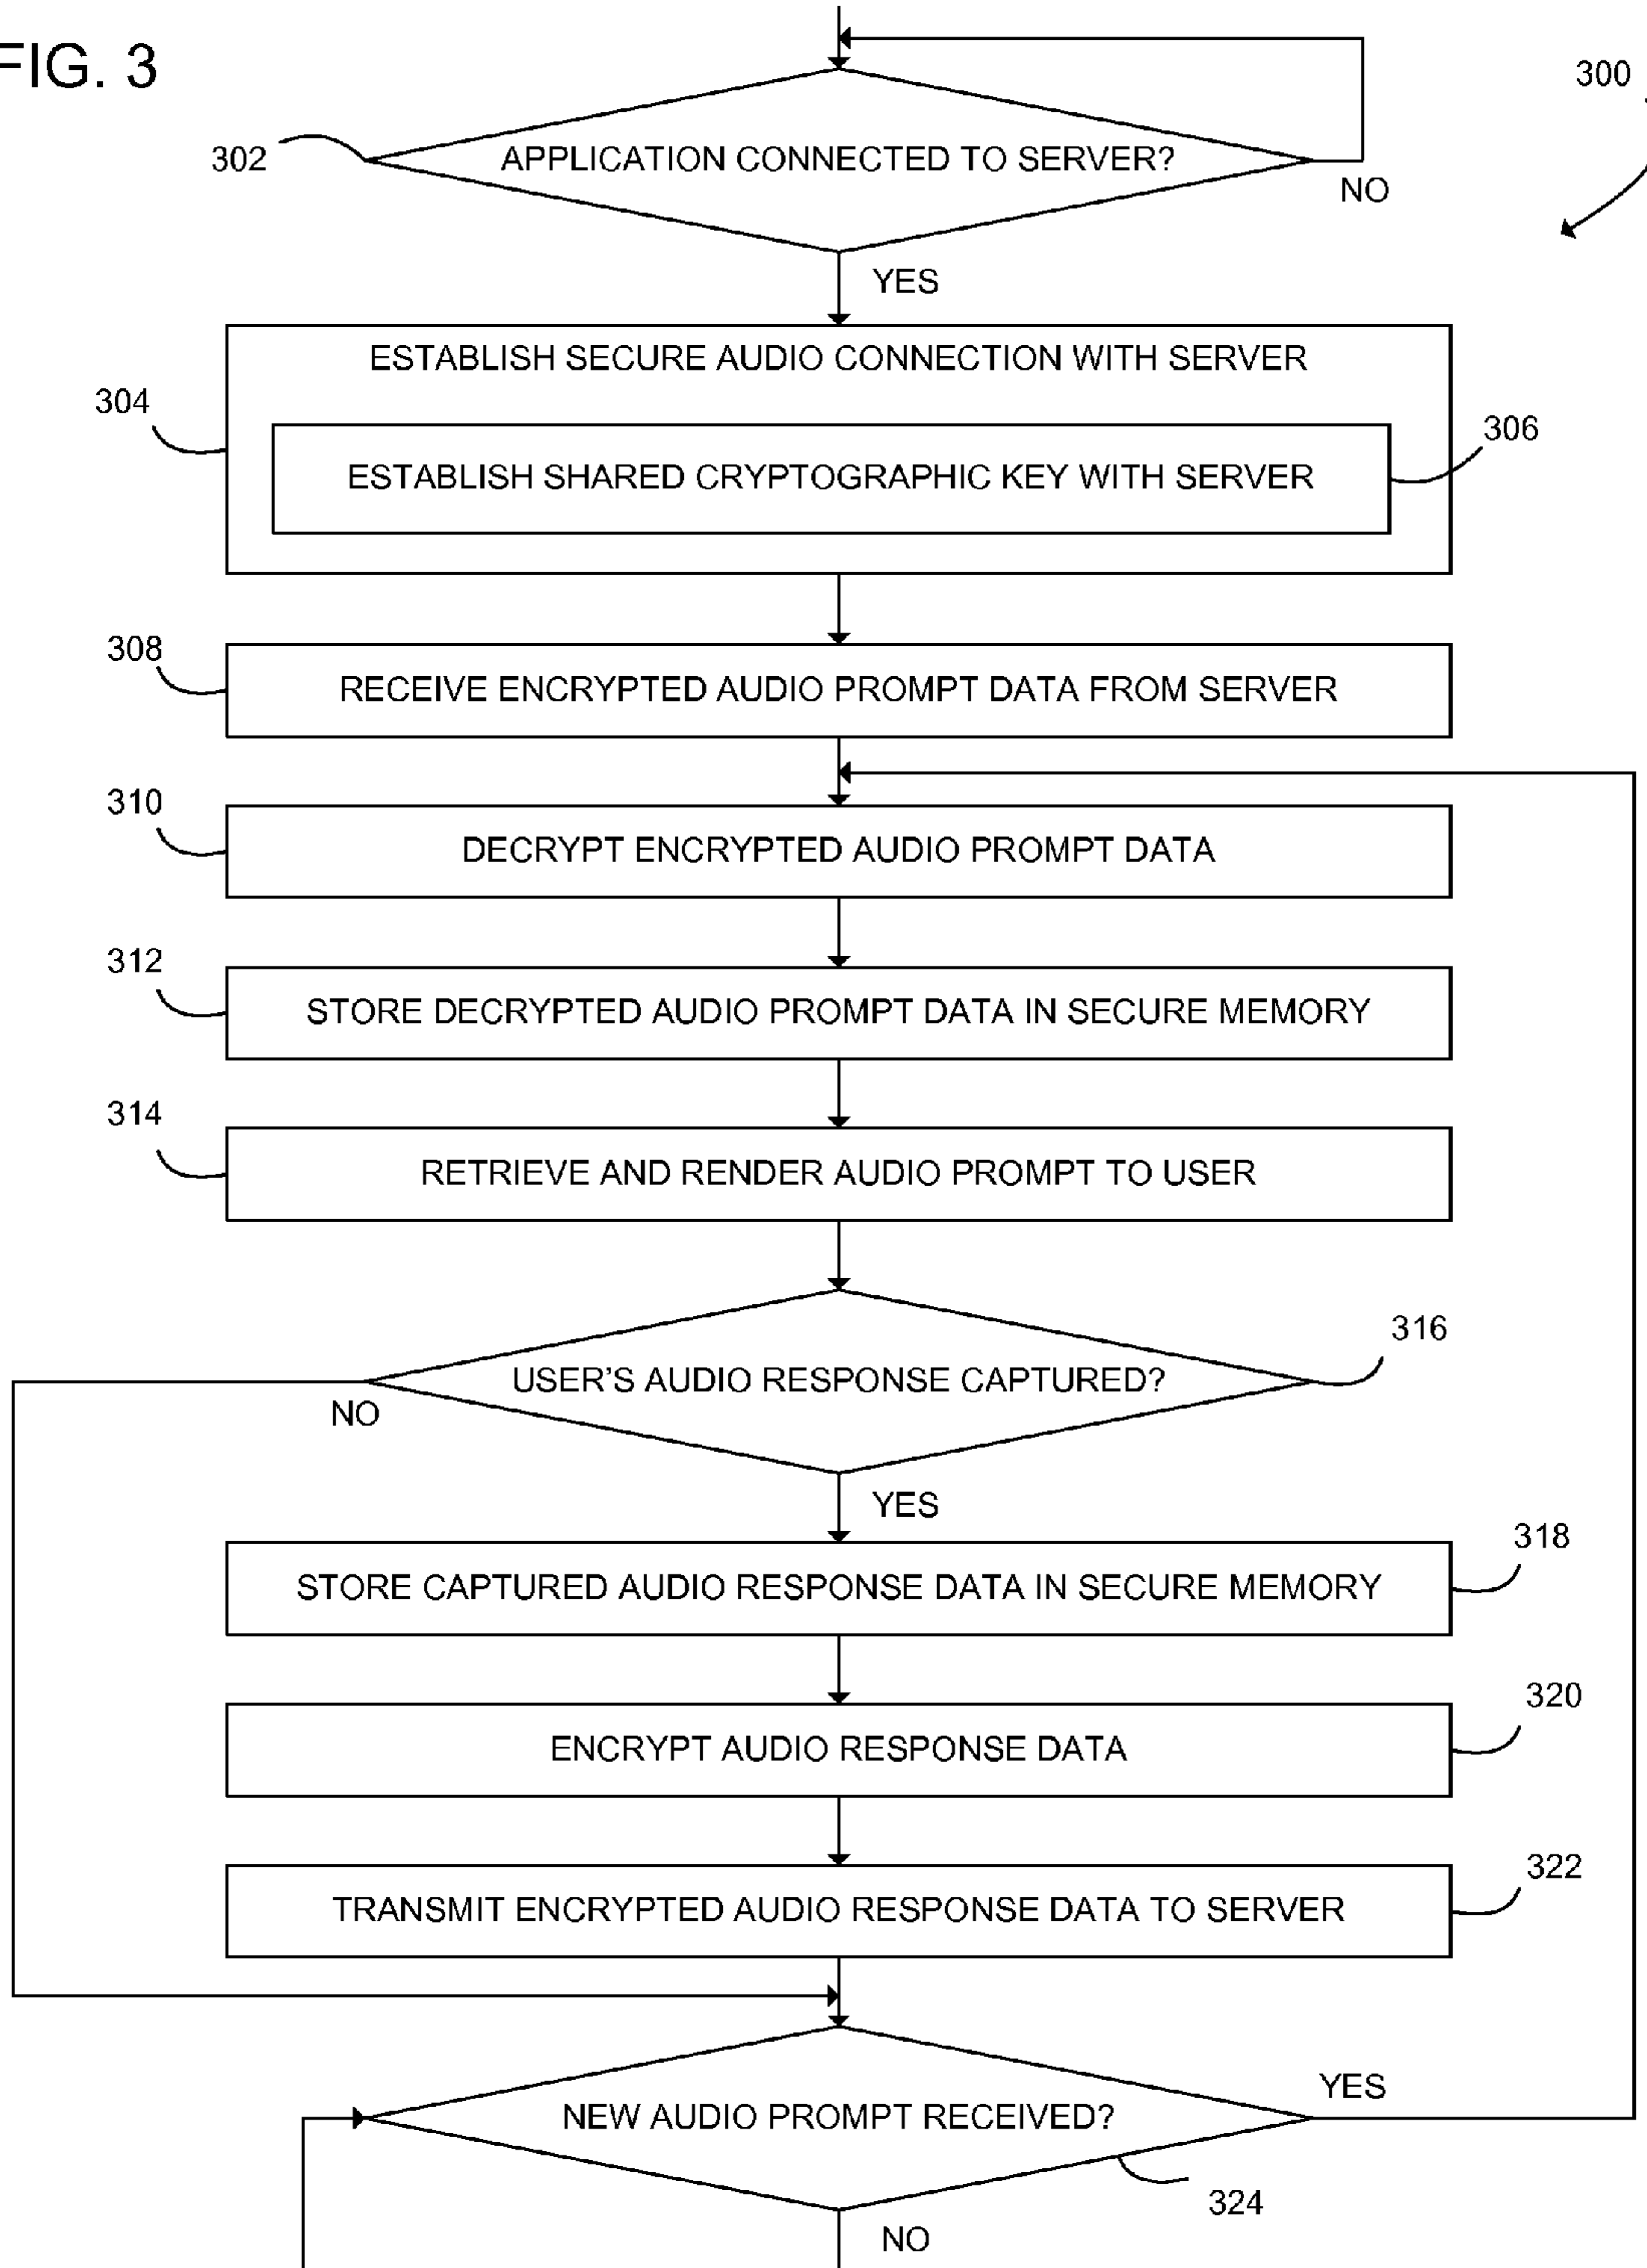 FIG. 3
300
302
APPLICATION CONNECTED TO SERVER?
NO
YES
ESTABLISH SECURE AUDIO CONNECTION WITH SERVER
304
306
ESTABLISH SHARED CRYPTOGRAPHIC KEY WITH SERVER
308
RECEIVE ENCRYPTED AUDIO PROMPT DATA FROM SERVER
310
DECRYPT ENCRYPTED AUDIO PROMPT DATA
312
STORE DECRYPTED AUDIO PROMPT DATA IN SECURE MEMORY
314
RETRIEVE AND RENDER AUDIO PROMPT TO USER
316
USER’S AUDIO RESPONSE CAPTURED?
NO
YES
318
STORE CAPTURED AUDIO RESPONSE DATA IN SECURE MEMORY
320
ENCRYPT AUDIO RESPONSE DATA
322
TRANSMIT ENCRYPTED AUDIO RESPONSE DATA TO SERVER
YES
NEW AUDIO PROMPT RECEIVED?
324
NO